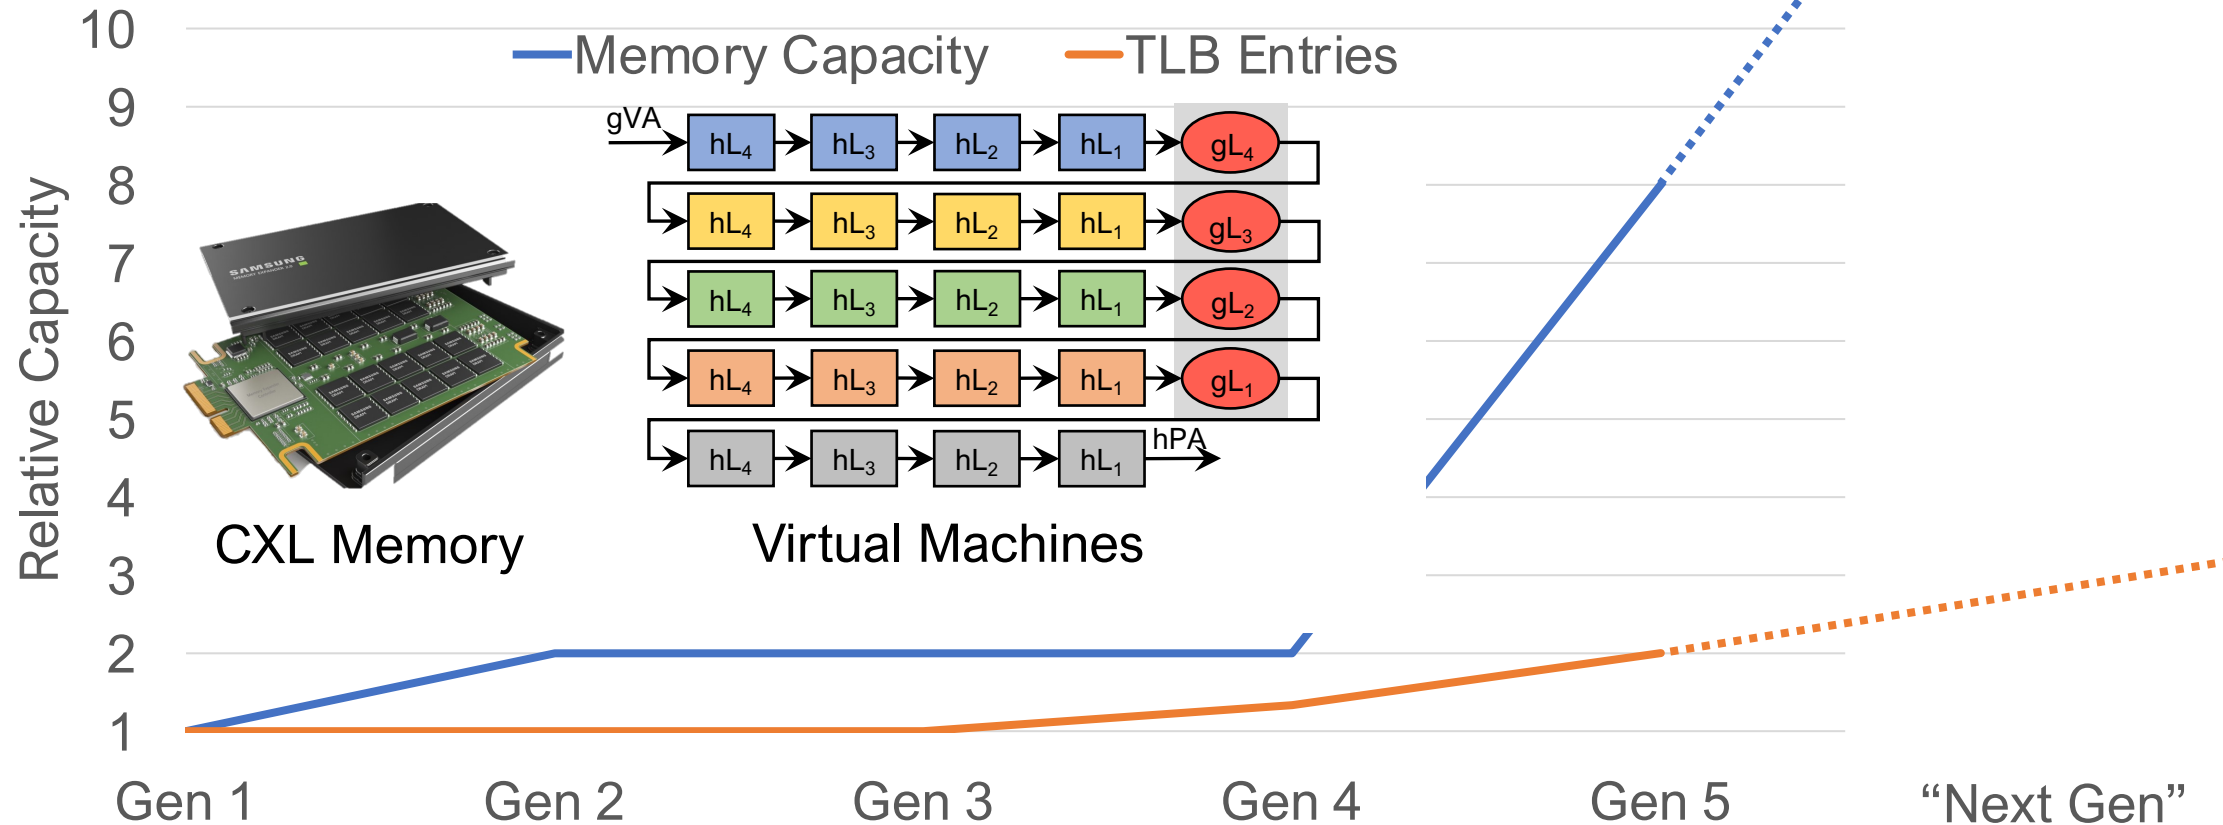 10
Memory Capacity
TLB Entries
9
gVA
hL4
hL3
hL2
hL1
gL4
8
hL4
hL3
hL2
hL1
gL3
7
SAMSUNG
hL4
hL3
hL2
hL1
gL2
6
hL4
hL3
hL2
hL1
gL1
5
hL4
hL3
hL2
hL1
hPA
4
CXL Memory
Virtual Machines
3
2
1
Relative Capacity
Gen 1
Gen 2
Gen 3
Gen 4
Gen 5
“Next Gen”